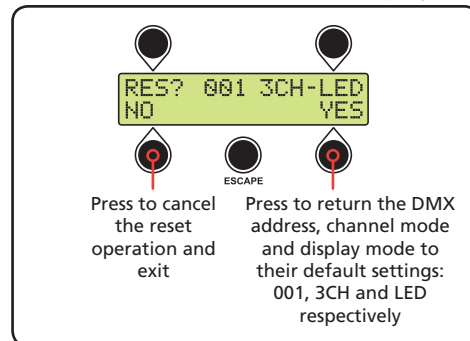 RES? 001 3CH-LED
NO YES
ESCAPE
Press to cancel
the reset
operation and
exit
Press to return the DMX
address, channel mode
and display mode to
their default settings:
001, 3CH and LED
respectively